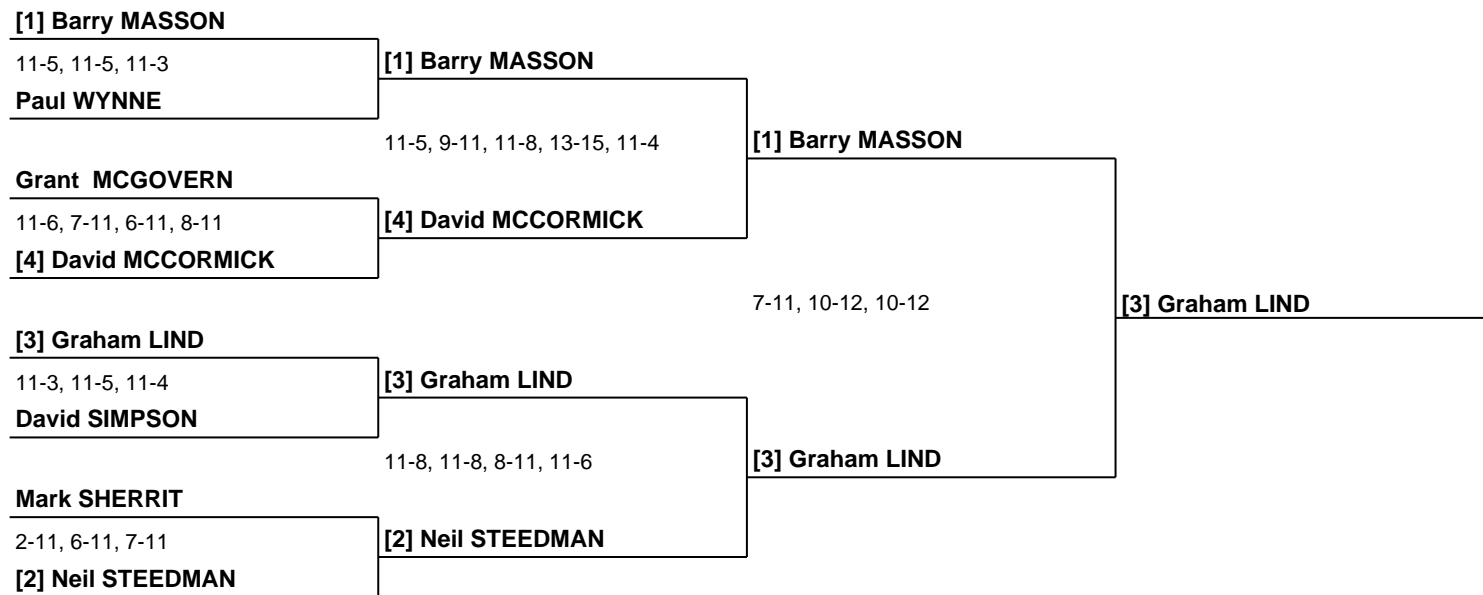 [1] Barry MASSON
11-5, 11-5, 11-3
Paul WYNNE
Grant  MCGOVERN
11-6, 7-11, 6-11, 8-11
[4] David MCCORMICK
[3] Graham LIND
11-3, 11-5, 11-4
David SIMPSON
Mark SHERRIT
2-11, 6-11, 7-11
[2] Neil STEEDMAN
[1] Barry MASSON
11-5, 9-11, 11-8, 13-15, 11-4
[4] David MCCORMICK
[3] Graham LIND
11-8, 11-8, 8-11, 11-6
[2] Neil STEEDMAN
[1] Barry MASSON
7-11, 10-12, 10-12
[3] Graham LIND
[3] Graham LIND